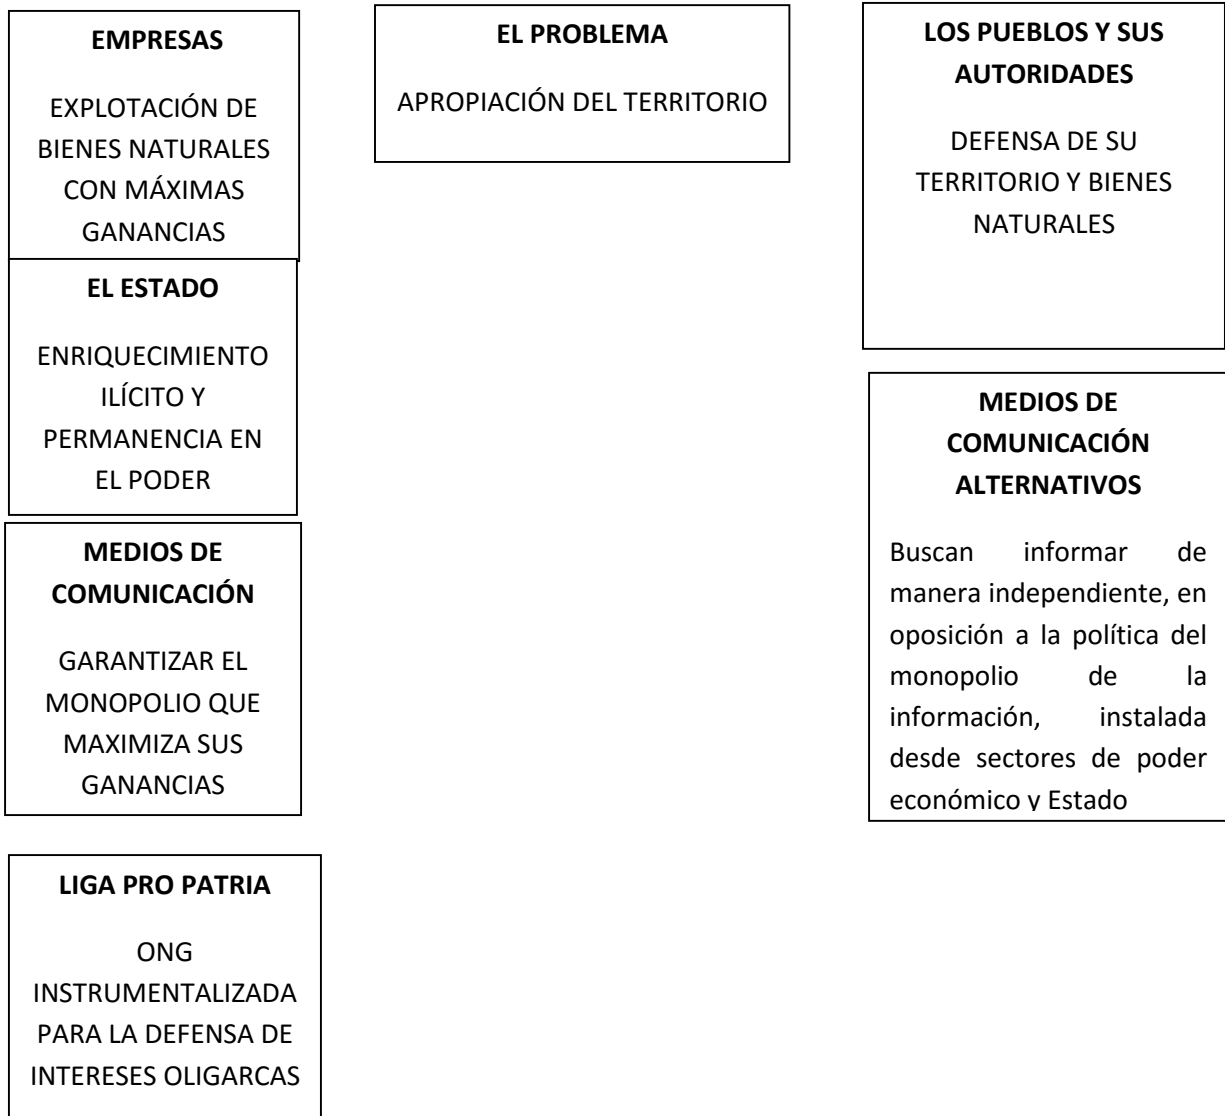 EMPRESAS
EXPLOTACIÓN DE
BIENES NATURALES
CON MÁXIMAS
GANANCIAS
EL ESTADO
ENRIQUECIMIENTO
ILÍCITO Y
PERMANENCIA EN
EL PODER
MEDIOS DE
COMUNICACIÓN
GARANTIZAR EL
MONOPOLIO QUE
MAXIMIZA SUS
GANANCIAS
LIGA PRO PATRIA
ONG
INSTRUMENTALIZADA
PARA LA DEFENSA DE
INTERESES OLIGARCAS
EL PROBLEMA
APROPIACIÓN DEL TERRITORIO
LOS PUEBLOS Y SUS
AUTORIDADES
DEFENSA DE SU
TERRITORIO Y BIENES
NATURALES
MEDIOS DE
COMUNICACIÓN
ALTERNATIVOS
Buscan informar de
manera independiente, en
oposición a la política del
monopolio de la
información, instalada
desde sectores de poder
económico y Estado